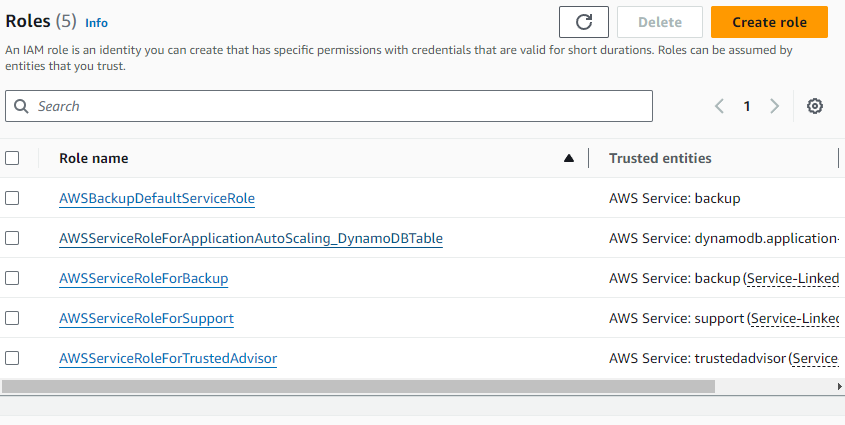 Roles (5) Info
Delete
Create role
An IAM role is an identity you can create that has specific permissions with credentials that are valid for short durations. Roles can be assumed by
entities that you trust.
Search
1
Role name Trusted entities
AWSBackupDefaultServiceRole AWS Service: backup
AWSServiceRoleForApplicationAutoScaling_DynamoDBTable AWS Service: dynamodb.application-
AWSServiceRoleForBackup AWS Service: backup (Service-Linked
AWSServiceRoleForSupport AWS Service: support (Service-Linked
AWSServiceRoleForTrustedAdvisor AWS Service: trustedadvisor (Service